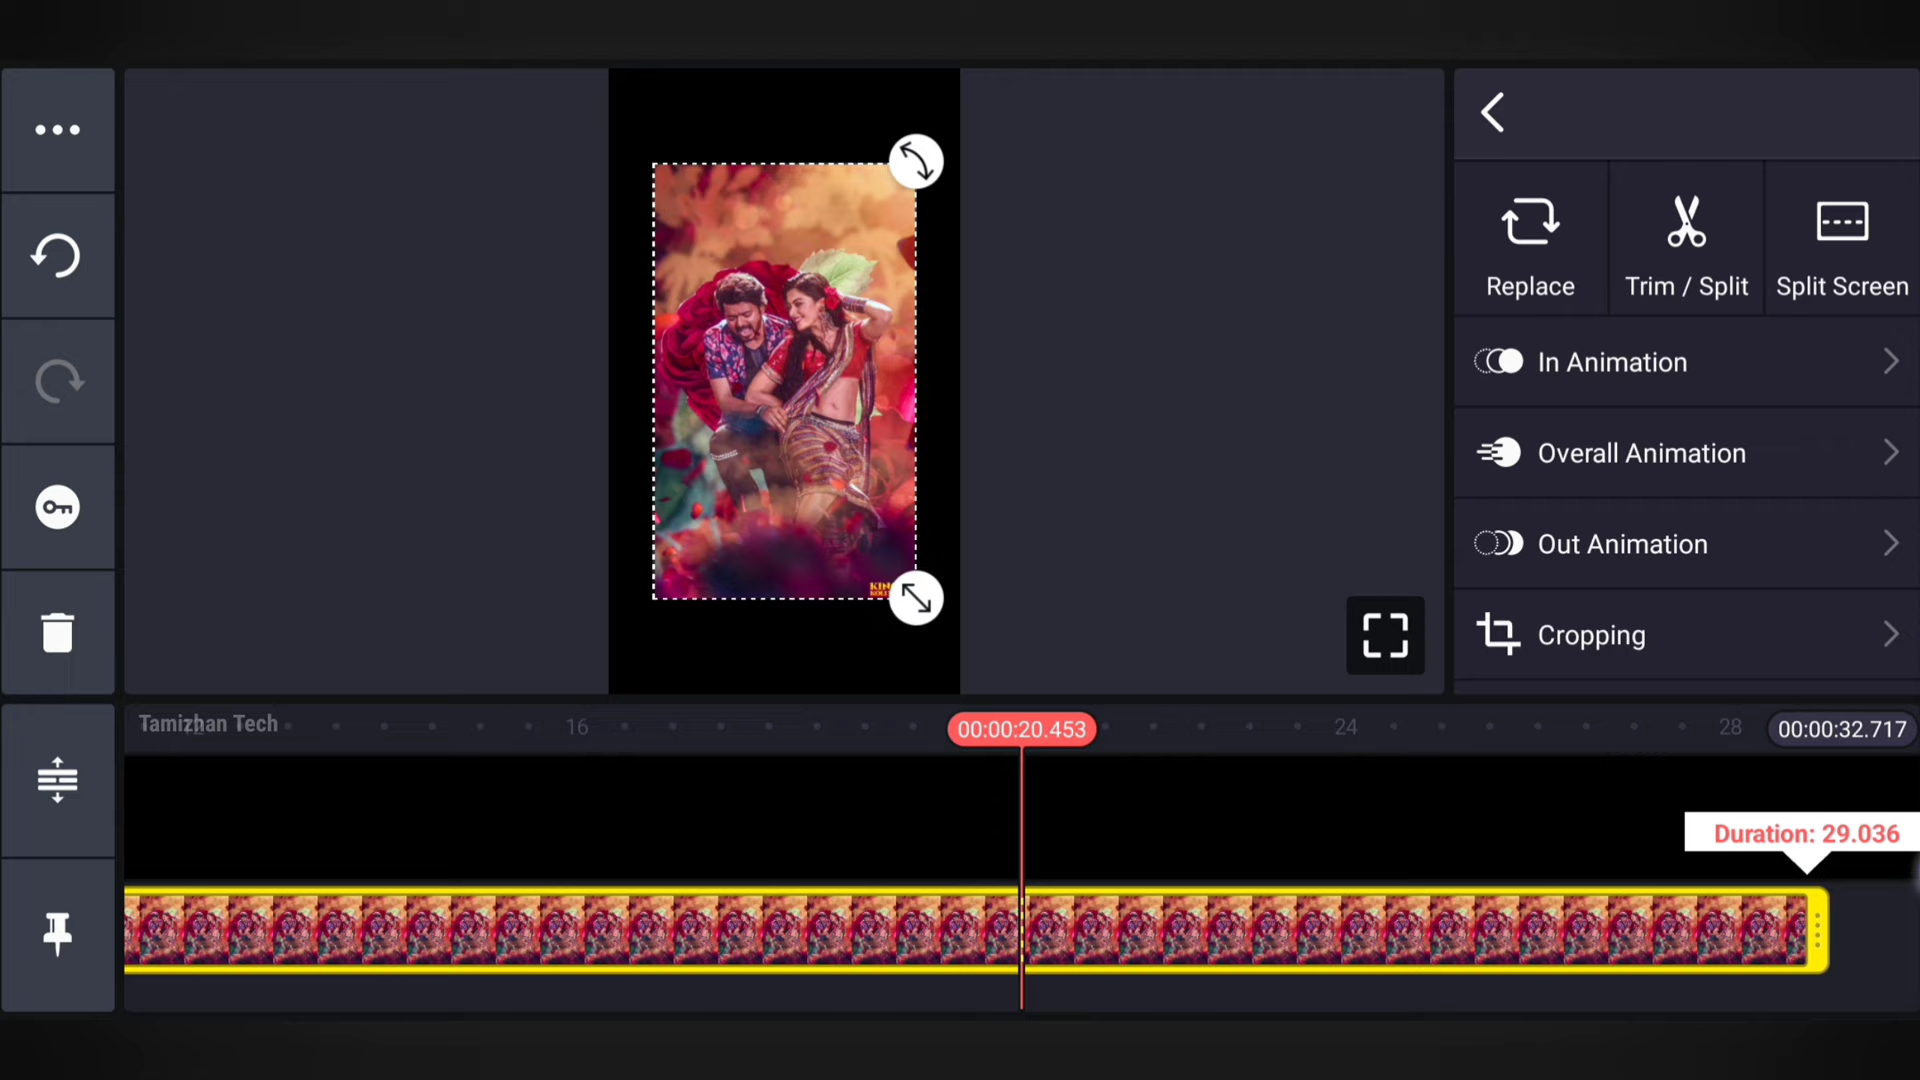 Replace
Trim / Split
Split Screen
In Animation
Overall Animation
Out Animation
Cropping
Tamizhan Tech
16
00:00:20.453
24
28
00:00:32.717
Duration: 29.036